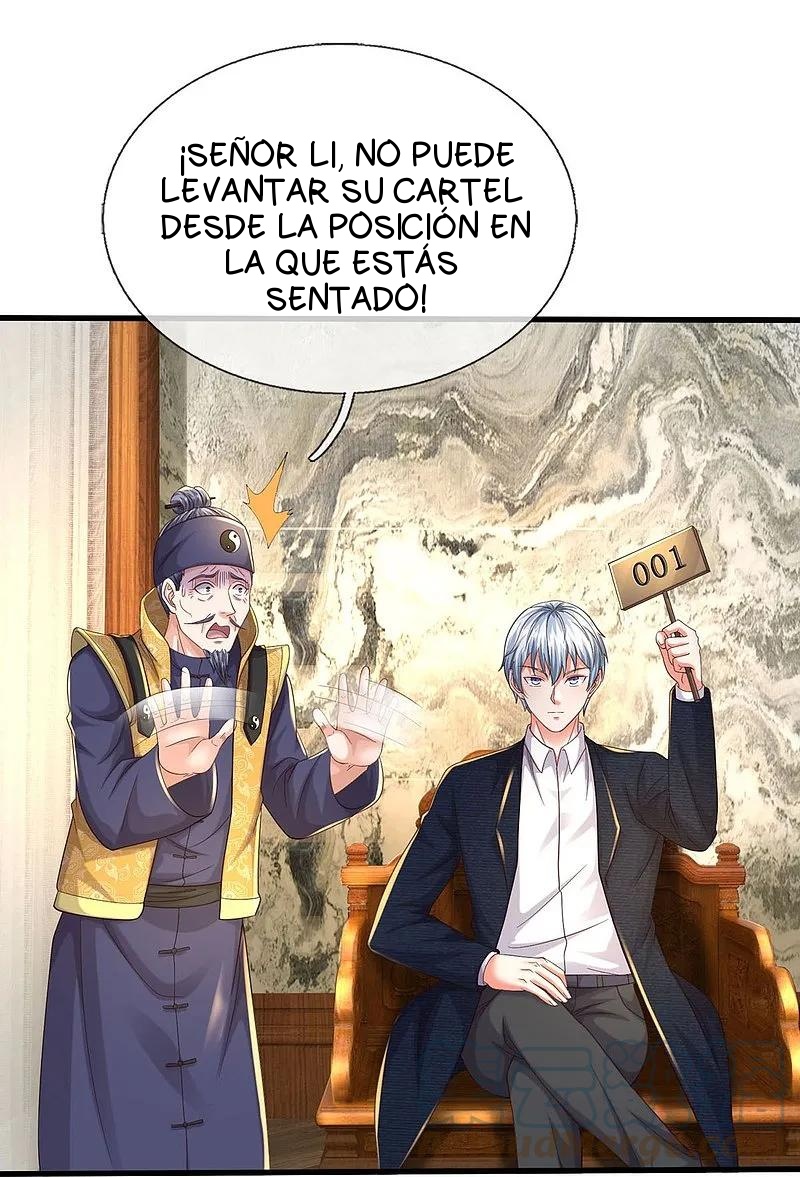 ¡SEÑOR LI, NO PUEDE
LEVANTAR SU CARTEL
DESDE LA POSICIÓN EN
LA QUE ESTÁS
SENTADO!
001